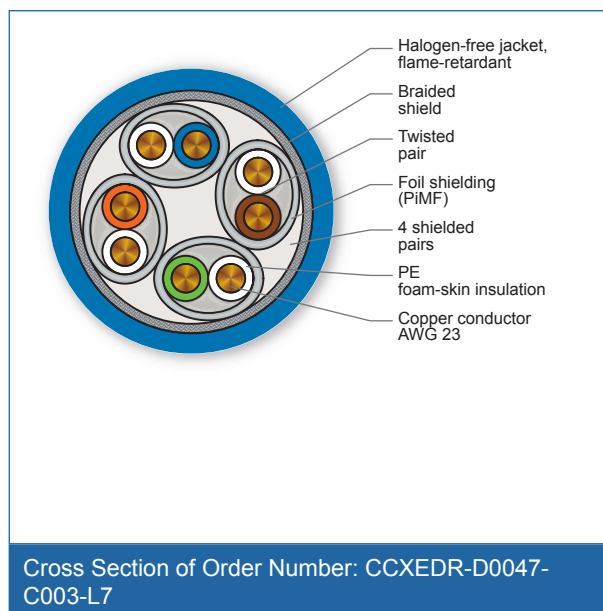 Halogen-free jacket,
flame-retardant
Braided
shield
Twisted
pair
Foil shielding
(PiMF)
4 shielded
pairs
PE
foam-skin insulation
Copper conductor
AWG 23
Cross Section of Order Number: CCXEDR-D0047-
C003-L7